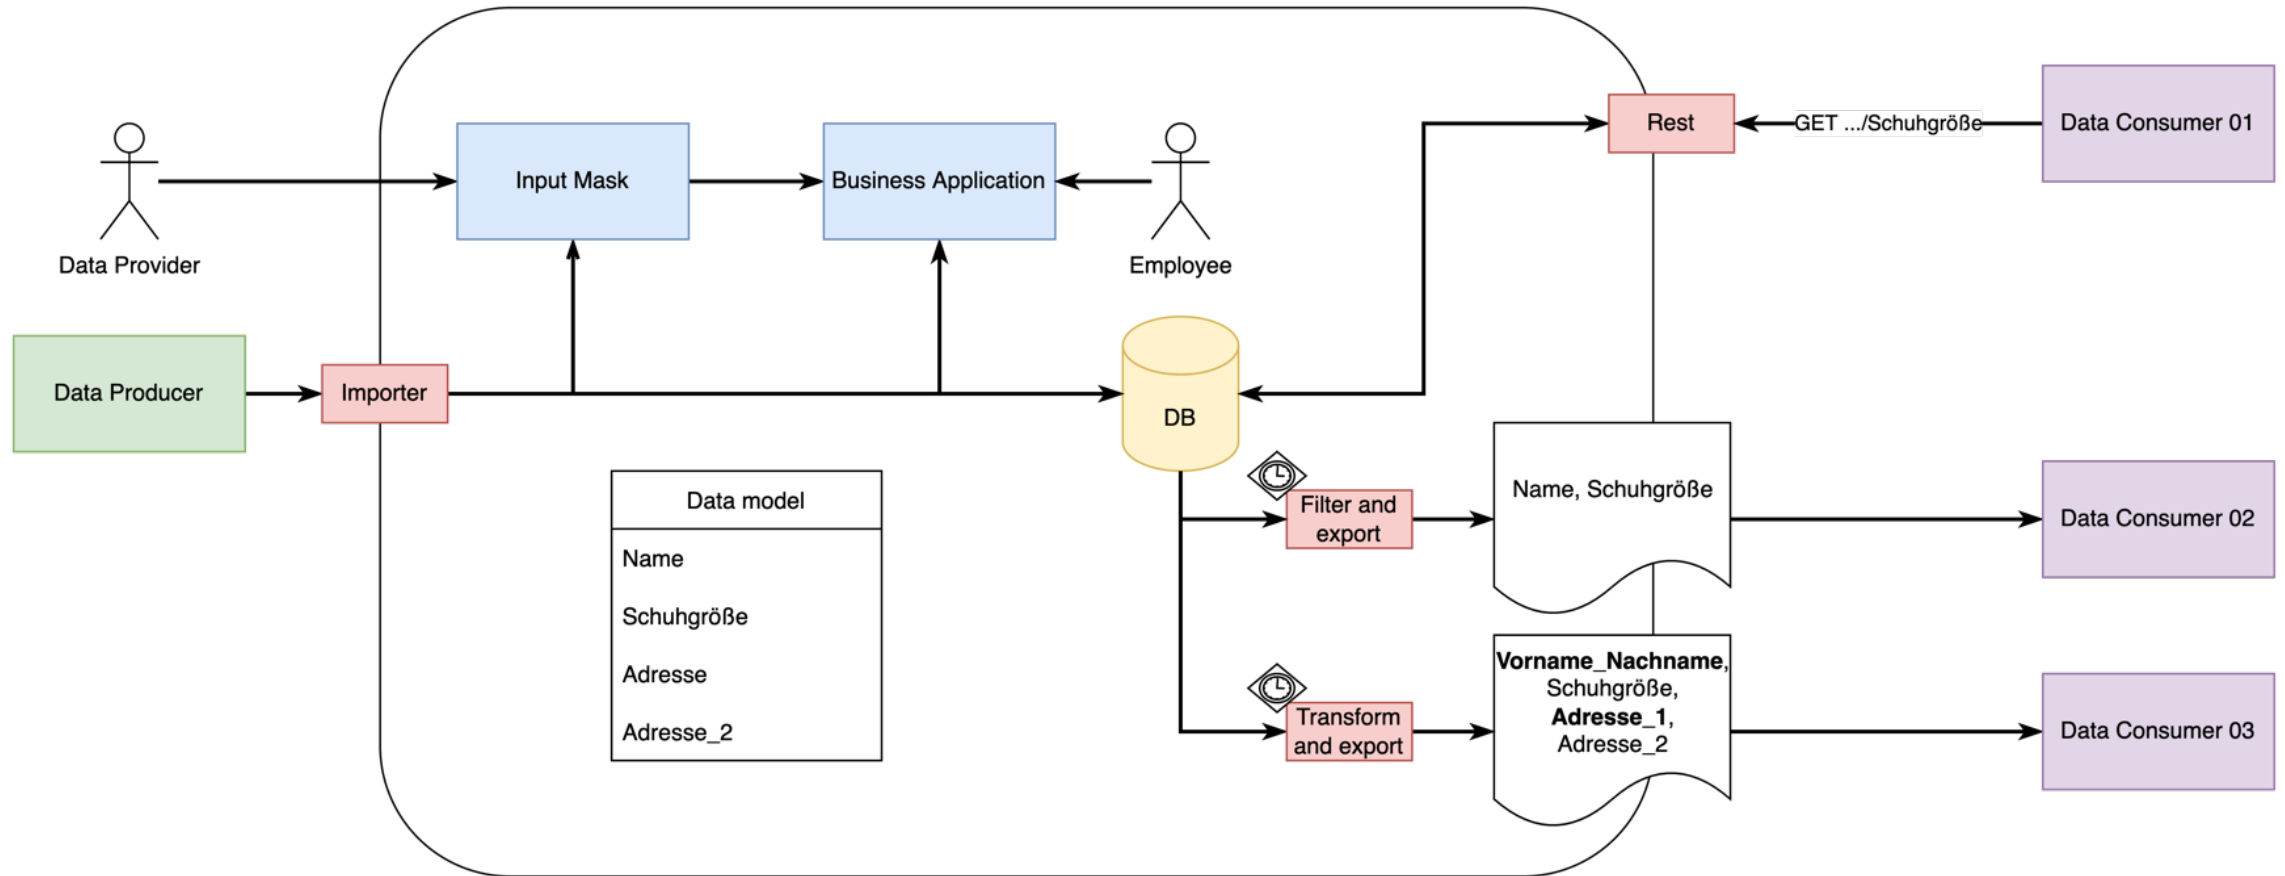 Data Provider
Data Producer
Importer
Input Mask
Business Application
Employee
DB
Data model
Name
Schuhgröße
Adresse
Adresse_2
Rest
GET .../Schuhgröße
Data Consumer 01
Filter and
export
Name, Schuhgröße
Data Consumer 02
Transform
and export
Vorname_Nachname,
Schuhgröße,
Adresse_1,
Adresse_2
Data Consumer 03